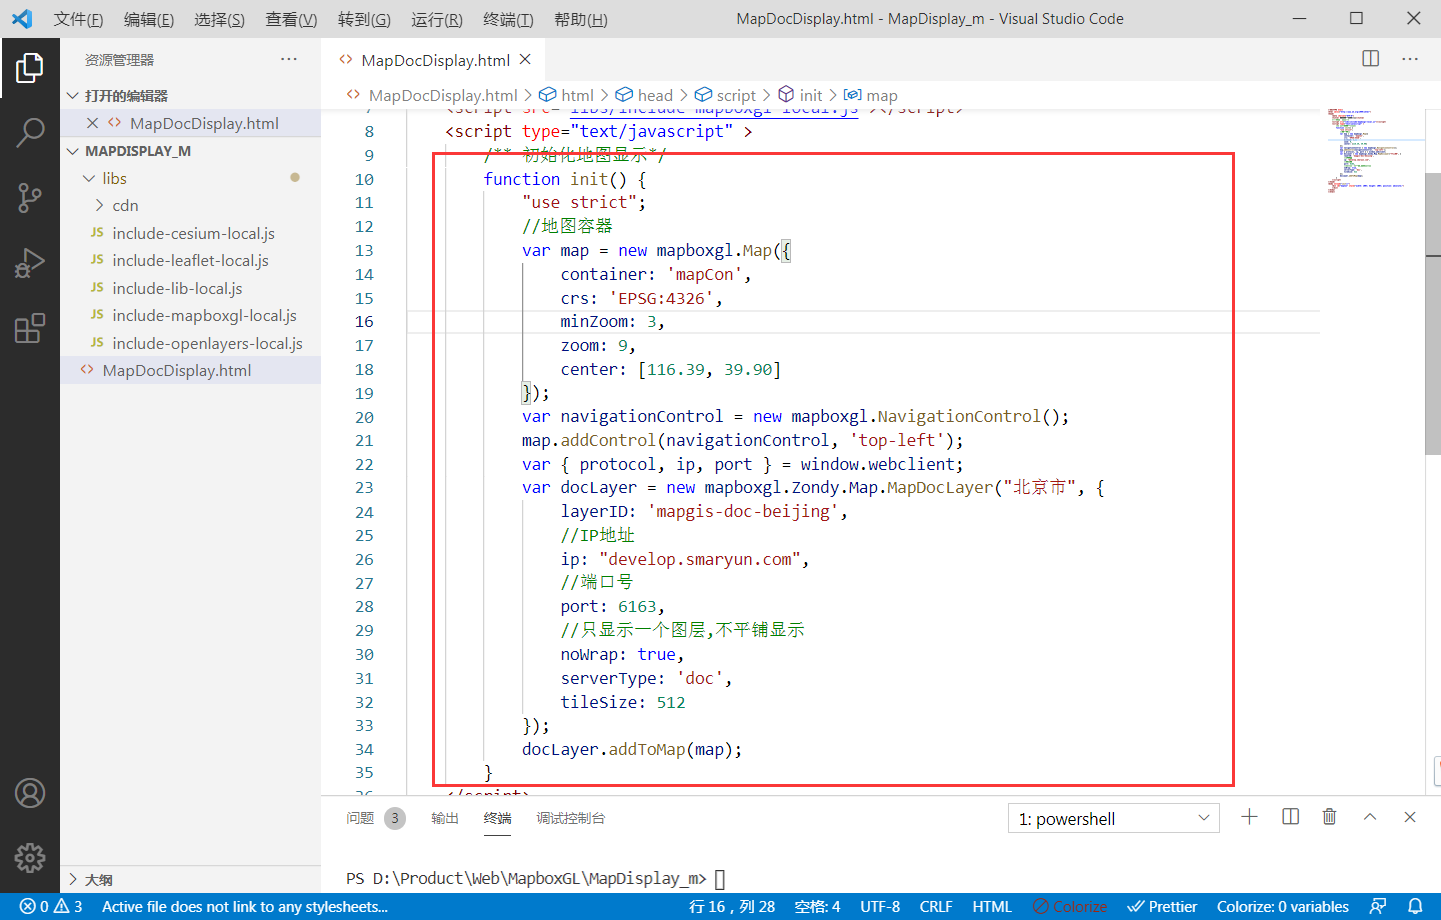 文件(F) 编辑(E) 选择(S) 查看(V) 转到(G) 运行(R) 终端(T) 帮助(H) MapDocDisplay.html - MapDisplay_m - Visual Studio Code
资源管理器
打开的编辑器
MapDocDisplay.html
MAPDISPLAY_M
libs
cdn
JS include-cesium-local.js
JS include-leaflet-local.js
JS include-lib-local.js
JS include-mapboxgl-local.js
JS include-openlayers-local.js
MapDocDisplay.html
大纲
MapDocDisplay.html
MapDocDisplay.html > html > head > script > init > map
7 <script src="libs/include-mapboxgl-local.js"></script>
8 <script type="text/javascript" >
9 /** 初始化地图显示*/
10 function init() {
11 "use strict";
12 //地图容器
13 var map = new mapboxgl.Map({
14 container: 'mapCon',
15 crs: 'EPSG:4326',
16 minZoom: 3,
17 zoom: 9,
18 center: [116.39, 39.90]
19 });
20 var navigationControl = new mapboxgl.NavigationControl();
21 map.addControl(navigationControl, 'top-left');
22 var { protocol, ip, port } = window.webclient;
23 var docLayer = new mapboxgl.Zondy.Map.MapDocLayer("北京市", {
24 layerID: 'mapgis-doc-beijing',
25 //IP地址
26 ip: "develop.smaryun.com",
27 //端口号
28 port: 6163,
29 //只显示一个图层,不平铺显示
30 noWrap: true,
31 serverType: 'doc',
32 tileSize: 512
33 });
34 docLayer.addToMap(map);
35 }
36 </script>
问题 3 输出 终端 调试控制台 1: powershell
PS D:\Product\Web\MapboxGL\MapDisplay_m>
0 3 Active file does not link to any stylesheets... 行 16，列 28 空格: 4 UTF-8 CRLF HTML Colorize Prettier Colorize: 0 variables